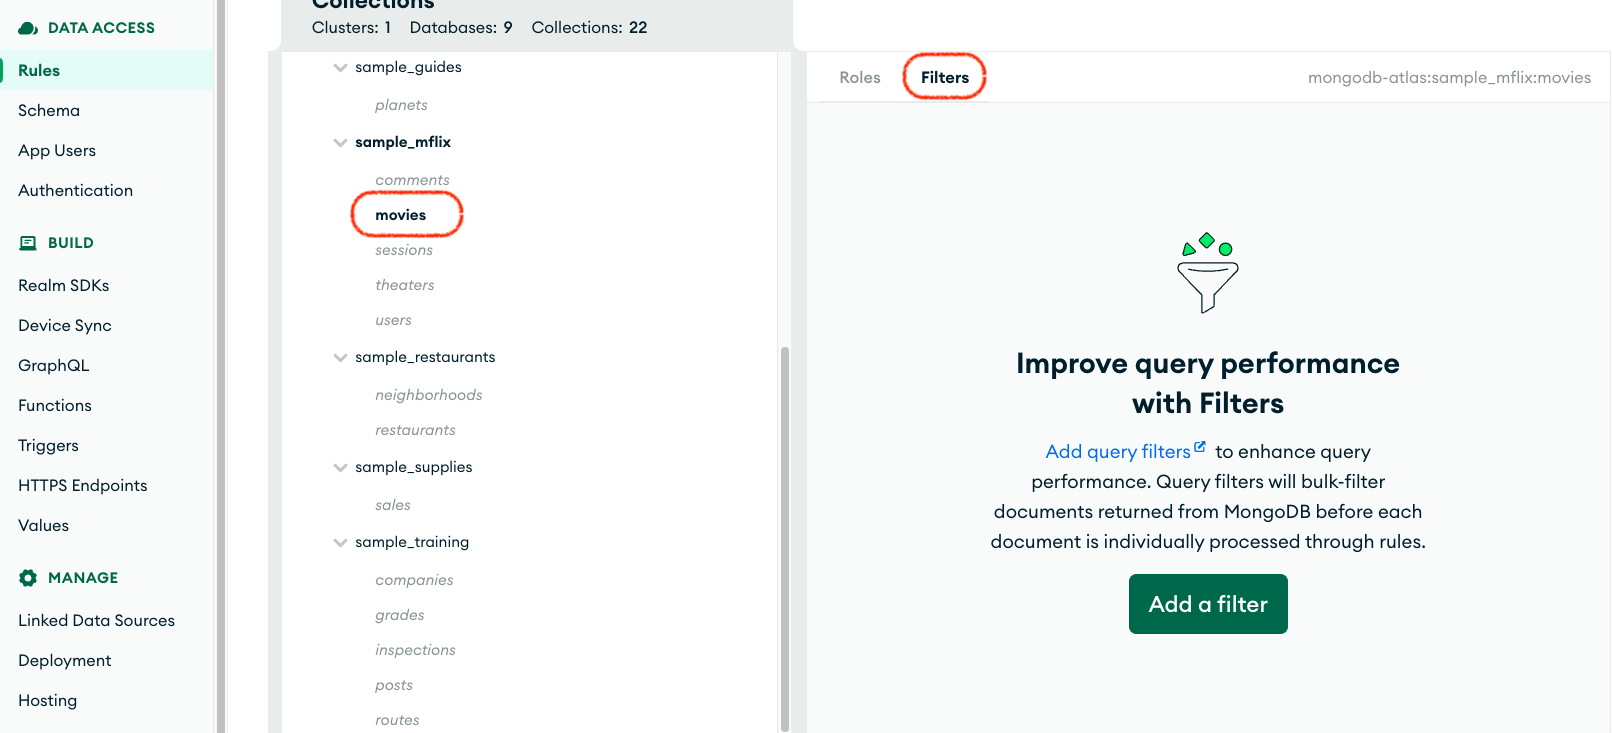 DATA ACCESS
Rules
Schema
App Users
Authentication
BUILD
Realm SDKs
Device Sync
GraphQL
Functions
Triggers
HTTPS Endpoints
Values
MANAGE
Linked Data Sources
Deployment
Hosting
Collections
Clusters: 1 Databases: 9 Collections: 22
sample_guides
planets
sample_mflix
comments
movies
sessions
theaters
users
sample_restaurants
neighborhoods
restaurants
sample_supplies
sales
sample_training
companies
grades
inspections
posts
routes
Roles Filters mongodb-atlas:sample_mflix:movies
Improve query performance
with Filters
Add query filters to enhance query
performance. Query filters will bulk-filter
documents returned from MongoDB before each
document is individually processed through rules.
Add a filter